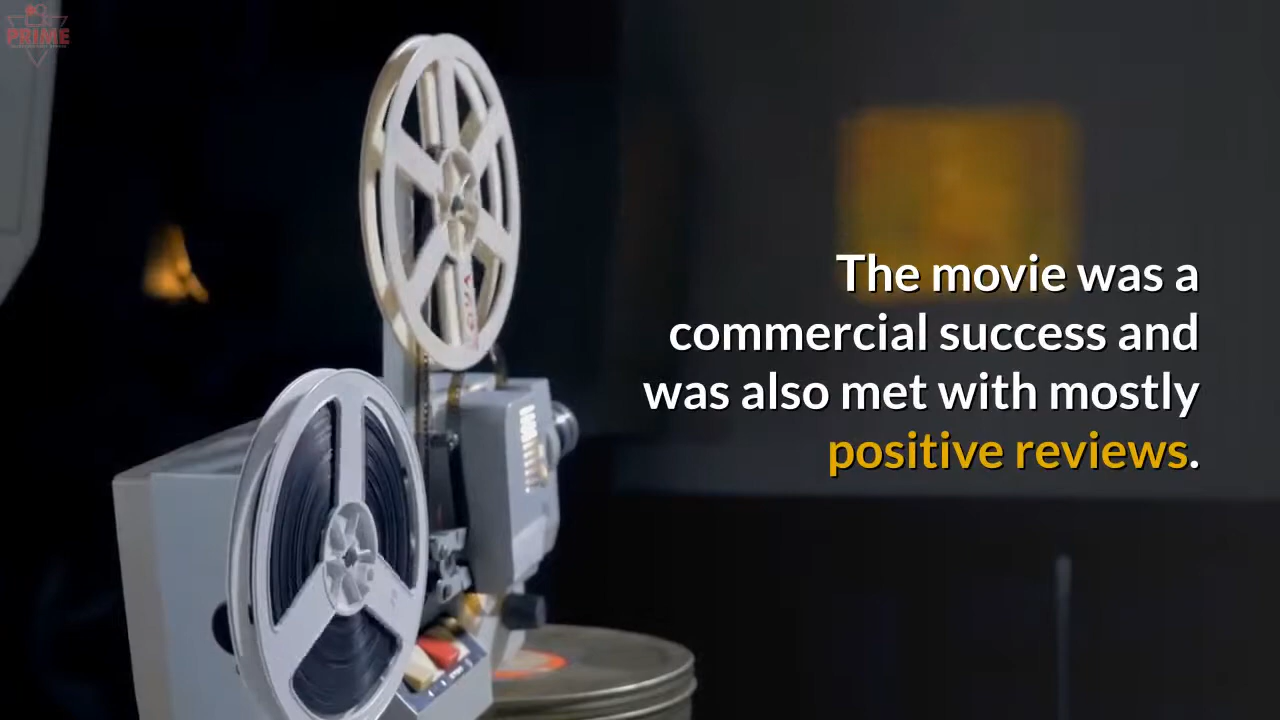 PRIME
The movie was a
commercial success and
was also met with mostly
positive reviews.